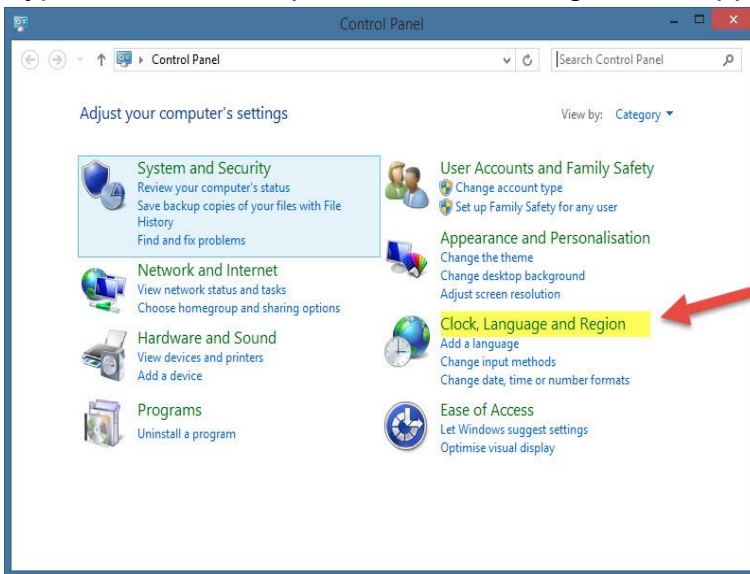 Control Panel
Control Panel
Search Control Panel
Adjust your computer's settings
View by: Category
System and Security
Review your computer's status
Save backup copies of your files with File
History
Find and fix problems
Network and Internet
View network status and tasks
Choose homegroup and sharing options
Hardware and Sound
View devices and printers
Add a device
Programs
Uninstall a program
User Accounts and Family Safety
Change account type
Set up Family Safety for any user
Appearance and Personalisation
Change the theme
Change desktop background
Adjust screen resolution
Clock, Language and Region
Add a language
Change input methods
Change date, time or number formats
Ease of Access
Let Windows suggest settings
Optimise visual display